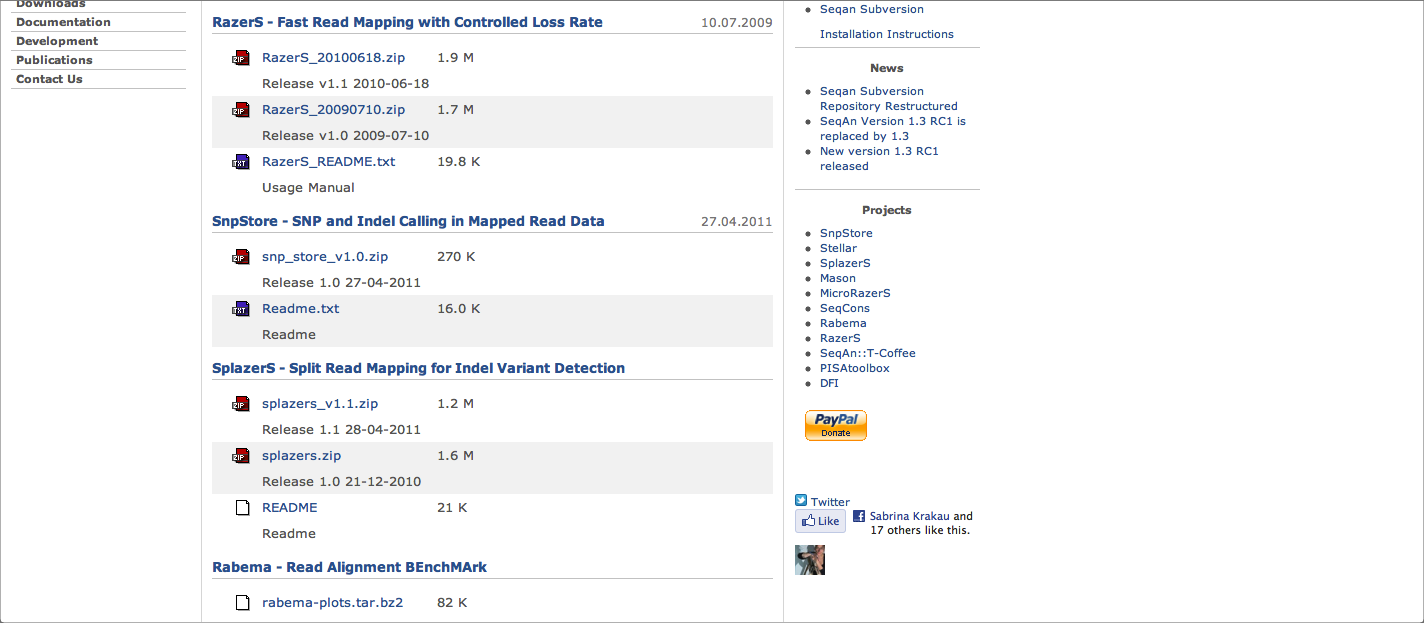 Downloads
Documentation
Development
Publications
Contact Us
RazerS - Fast Read Mapping with Controlled Loss Rate 10.07.2009
ZIP RazerS_20100618.zip 1.9 M
Release v1.1 2010-06-18
ZIP RazerS_20090710.zip 1.7 M
Release v1.0 2009-07-10
TXT RazerS_README.txt 19.8 K
Usage Manual
SnpStore - SNP and Indel Calling in Mapped Read Data 27.04.2011
ZIP snp_store_v1.0.zip 270 K
Release 1.0 27-04-2011
TXT Readme.txt 16.0 K
Readme
SplazerS - Split Read Mapping for Indel Variant Detection
ZIP splazers_v1.1.zip 1.2 M
Release 1.1 28-04-2011
ZIP splazers.zip 1.6 M
Release 1.0 21-12-2010
README 21 K
Readme
Rabema - Read Alignment BEnchMArk
rabema-plots.tar.bz2 82 K
Seqan Subversion
Installation Instructions
News
Seqan Subversion
Repository Restructured
SeqAn Version 1.3 RC1 is
replaced by 1.3
New version 1.3 RC1
released
Projects
SnpStore
Stellar
SplazerS
Mason
MicroRazerS
SeqCons
Rabema
RazerS
SeqAn::T-Coffee
PISAtoolbox
DFI
PayPal
Donate
Twitter
Like f Sabrina Krakau and
17 others like this.